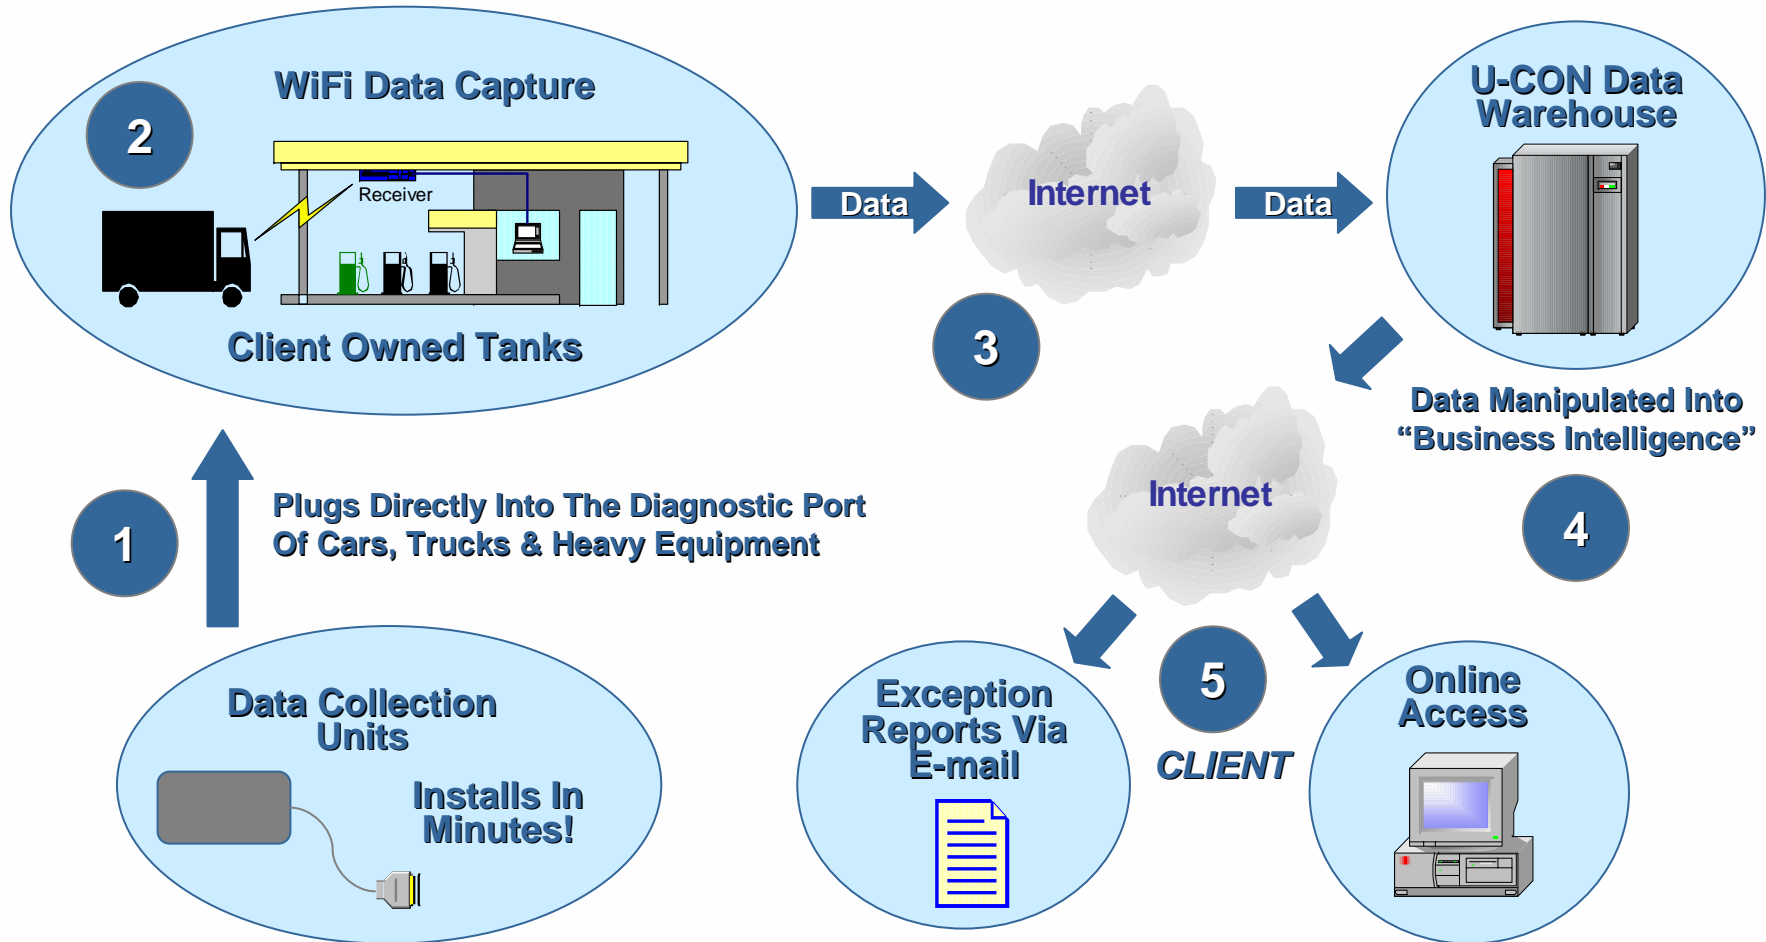 WiFi Data Capture
2
Receiver
Client Owned Tanks
Data
Internet
Data
U-CON Data
Warehouse
3
Data Manipulated Into
“Business Intelligence”
4
1
Plugs Directly Into The Diagnostic Port
Of Cars, Trucks & Heavy Equipment
Internet
Data Collection
Units
Installs In
Minutes!
Exception
Reports Via
E-mail
5
CLIENT
Online
Access